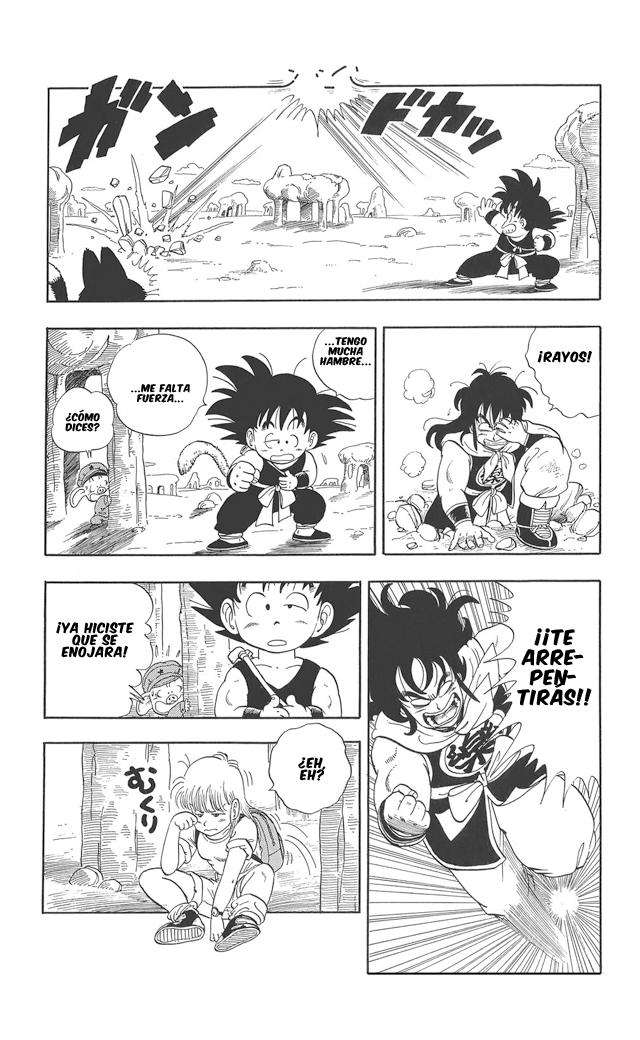 ガン
ドカッ
¡RAYOS!
...TENGO
MUCHA
HAMBRE...
...ME FALTA
FUERZA...
¿CÓMO
DICES?
¡¡TE
ARRE-
PEN-
TIRÁS!!
樂
¡YA HICISTE
QUE SE
ENOJARA!
¿EH,
EH?
むくり